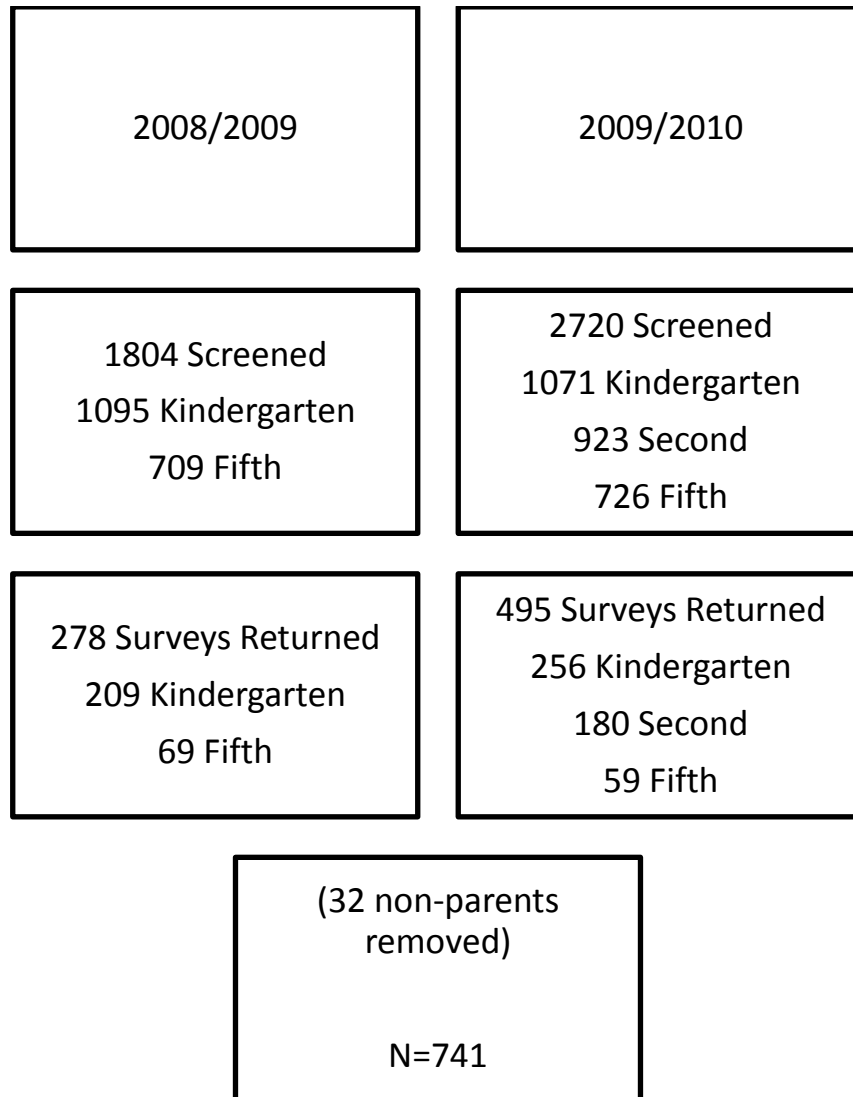 2008/2009
2009/2010
1804 Screened
1095 Kindergarten
709 Fifth
2720 Screened
1071 Kindergarten
923 Second
726 Fifth
278 Surveys Returned
209 Kindergarten
69 Fifth
495 Surveys Returned
256 Kindergarten
180 Second
59 Fifth
(32 non-parents
removed)
N=741